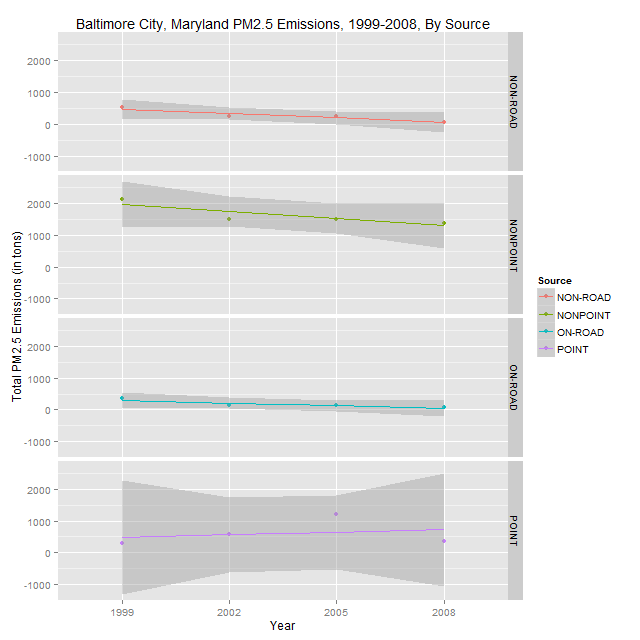 Baltimore City, Maryland PM2.5 Emissions, 1999-2008, By Source
Total PM2.5 Emissions (in tons)
2000
1000
0
-1000
NON-ROAD
2000
1000
0
-1000
NONPOINT
2000
1000
0
-1000
ON-ROAD
2000
1000
0
-1000
POINT
1999
2002
2005
2008
Year
Source
NON-ROAD
NONPOINT
ON-ROAD
POINT